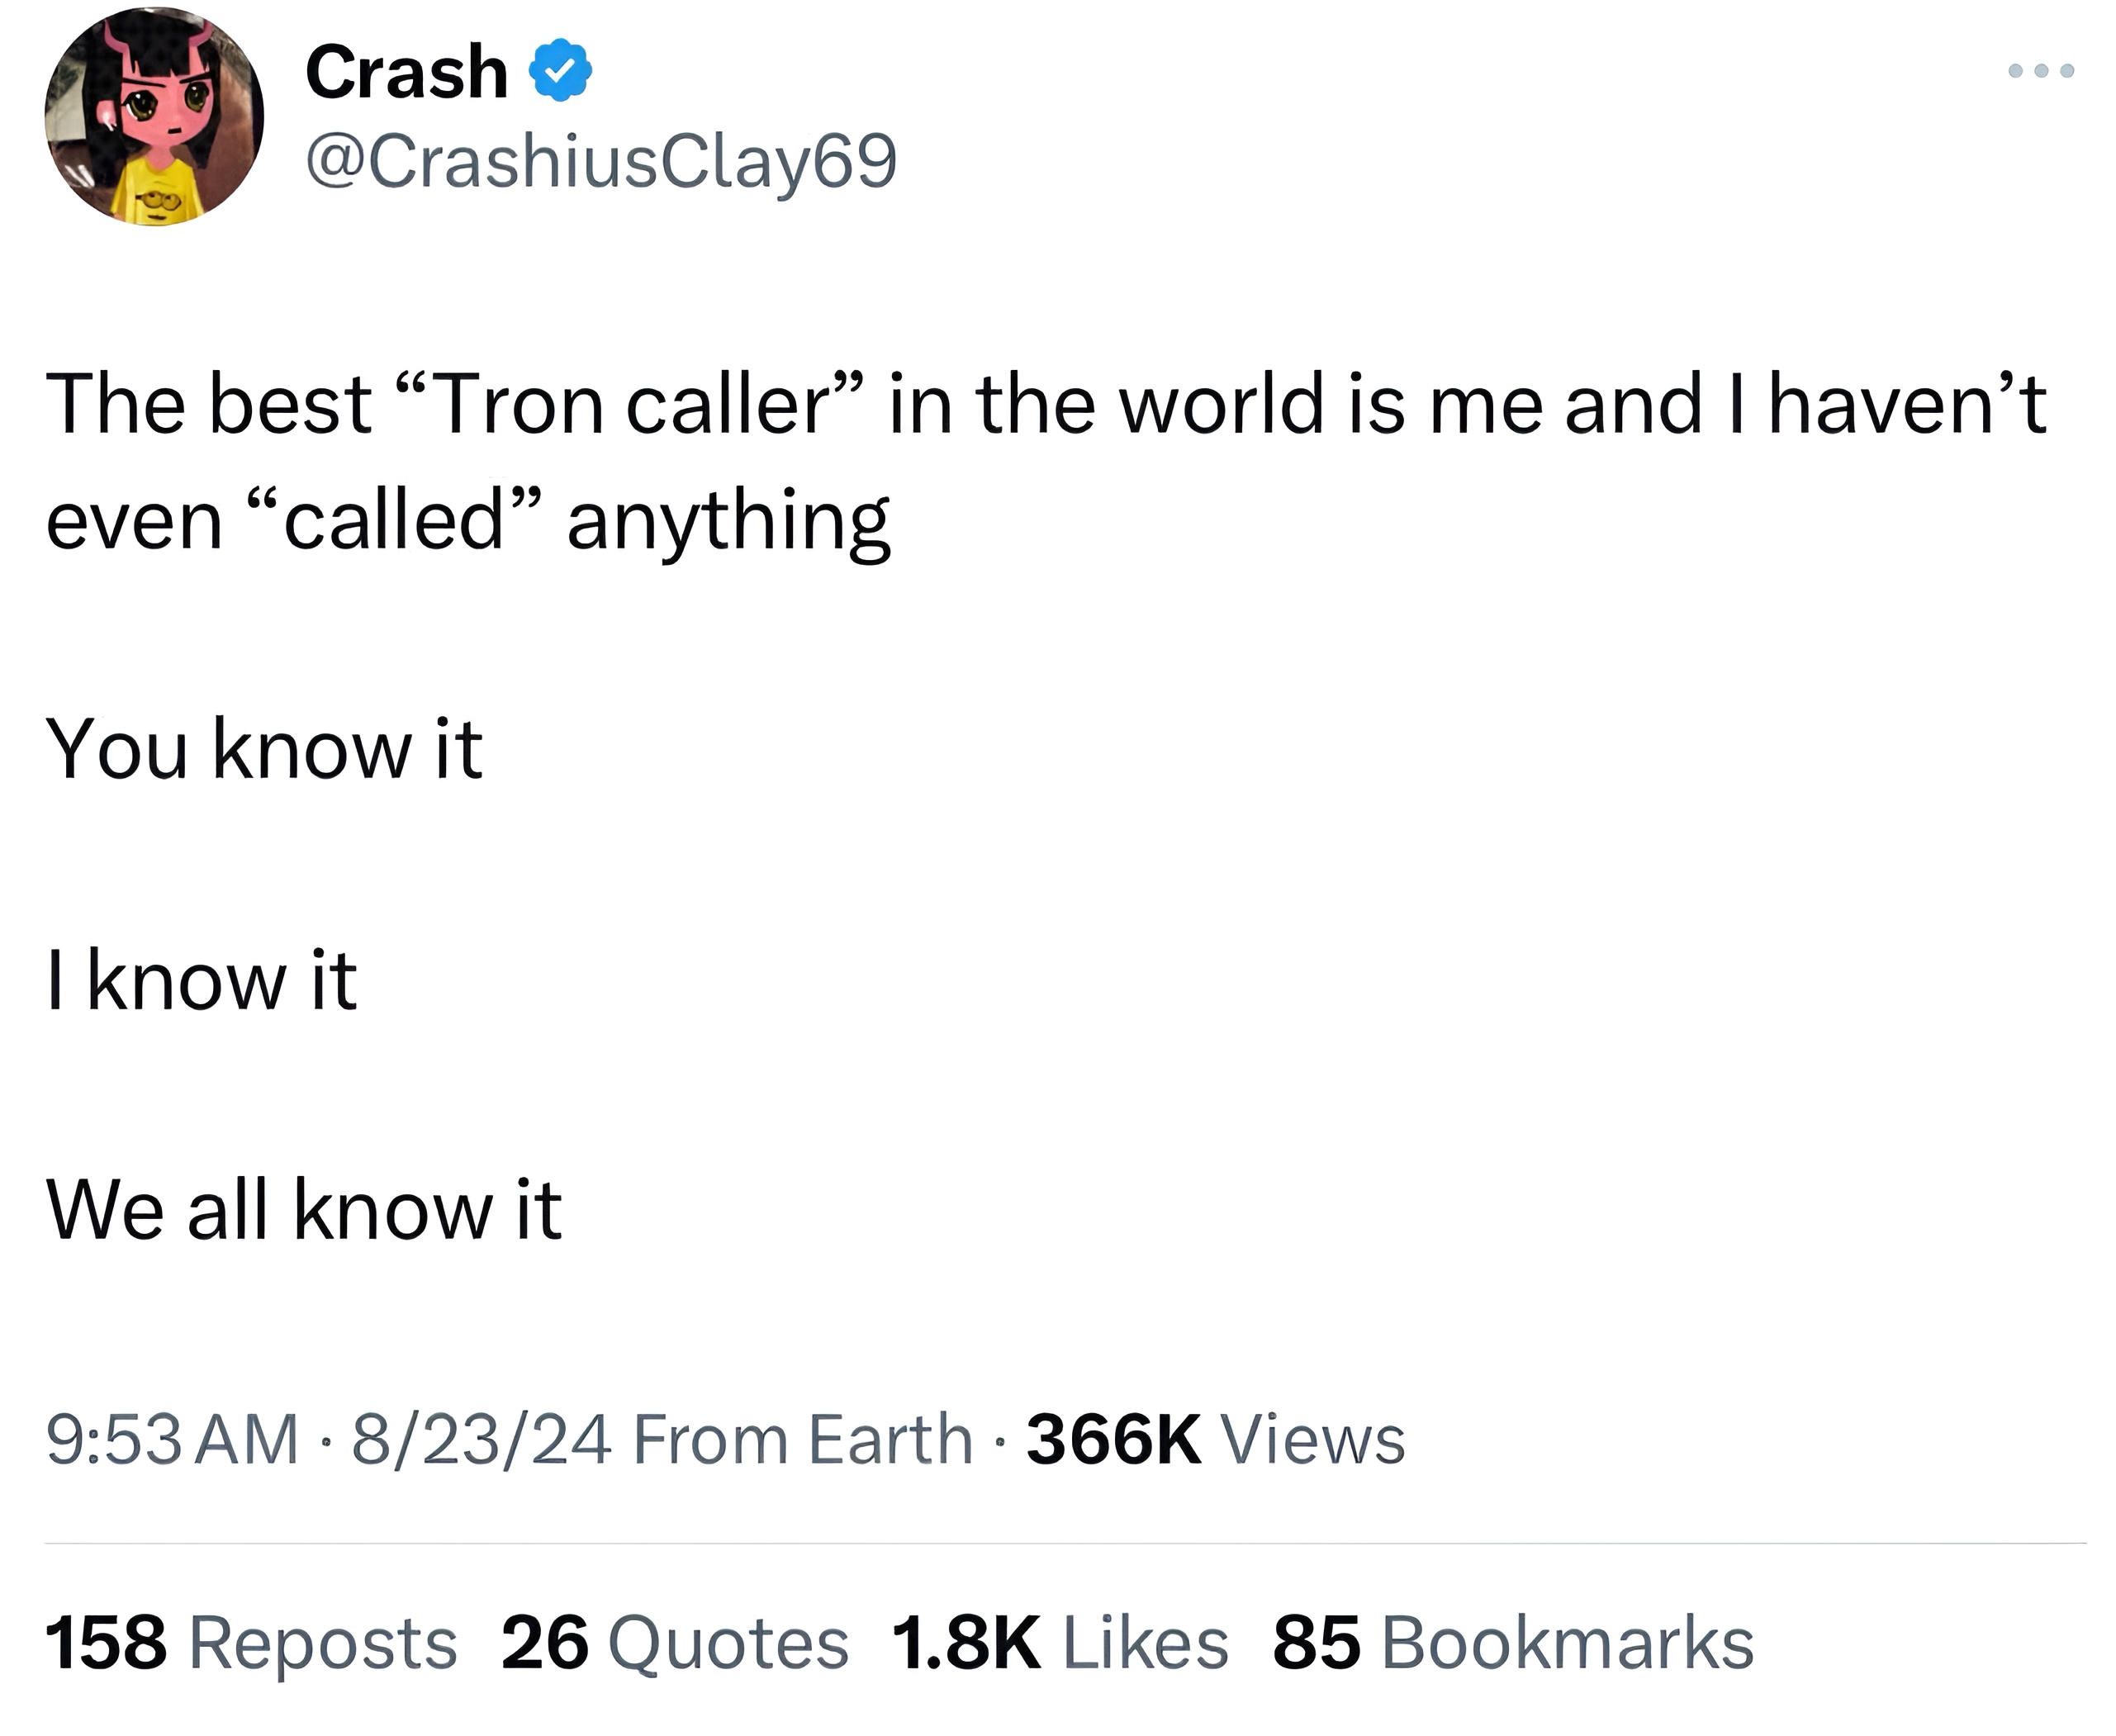 Crash
@CrashiusClay69
The best “Tron caller” in the world is me and I haven’t
even “called” anything
You know it
I know it
We all know it
9:53 AM · 8/23/24 From Earth · 366K Views
158 Reposts 26 Quotes 1.8K Likes 85 Bookmarks